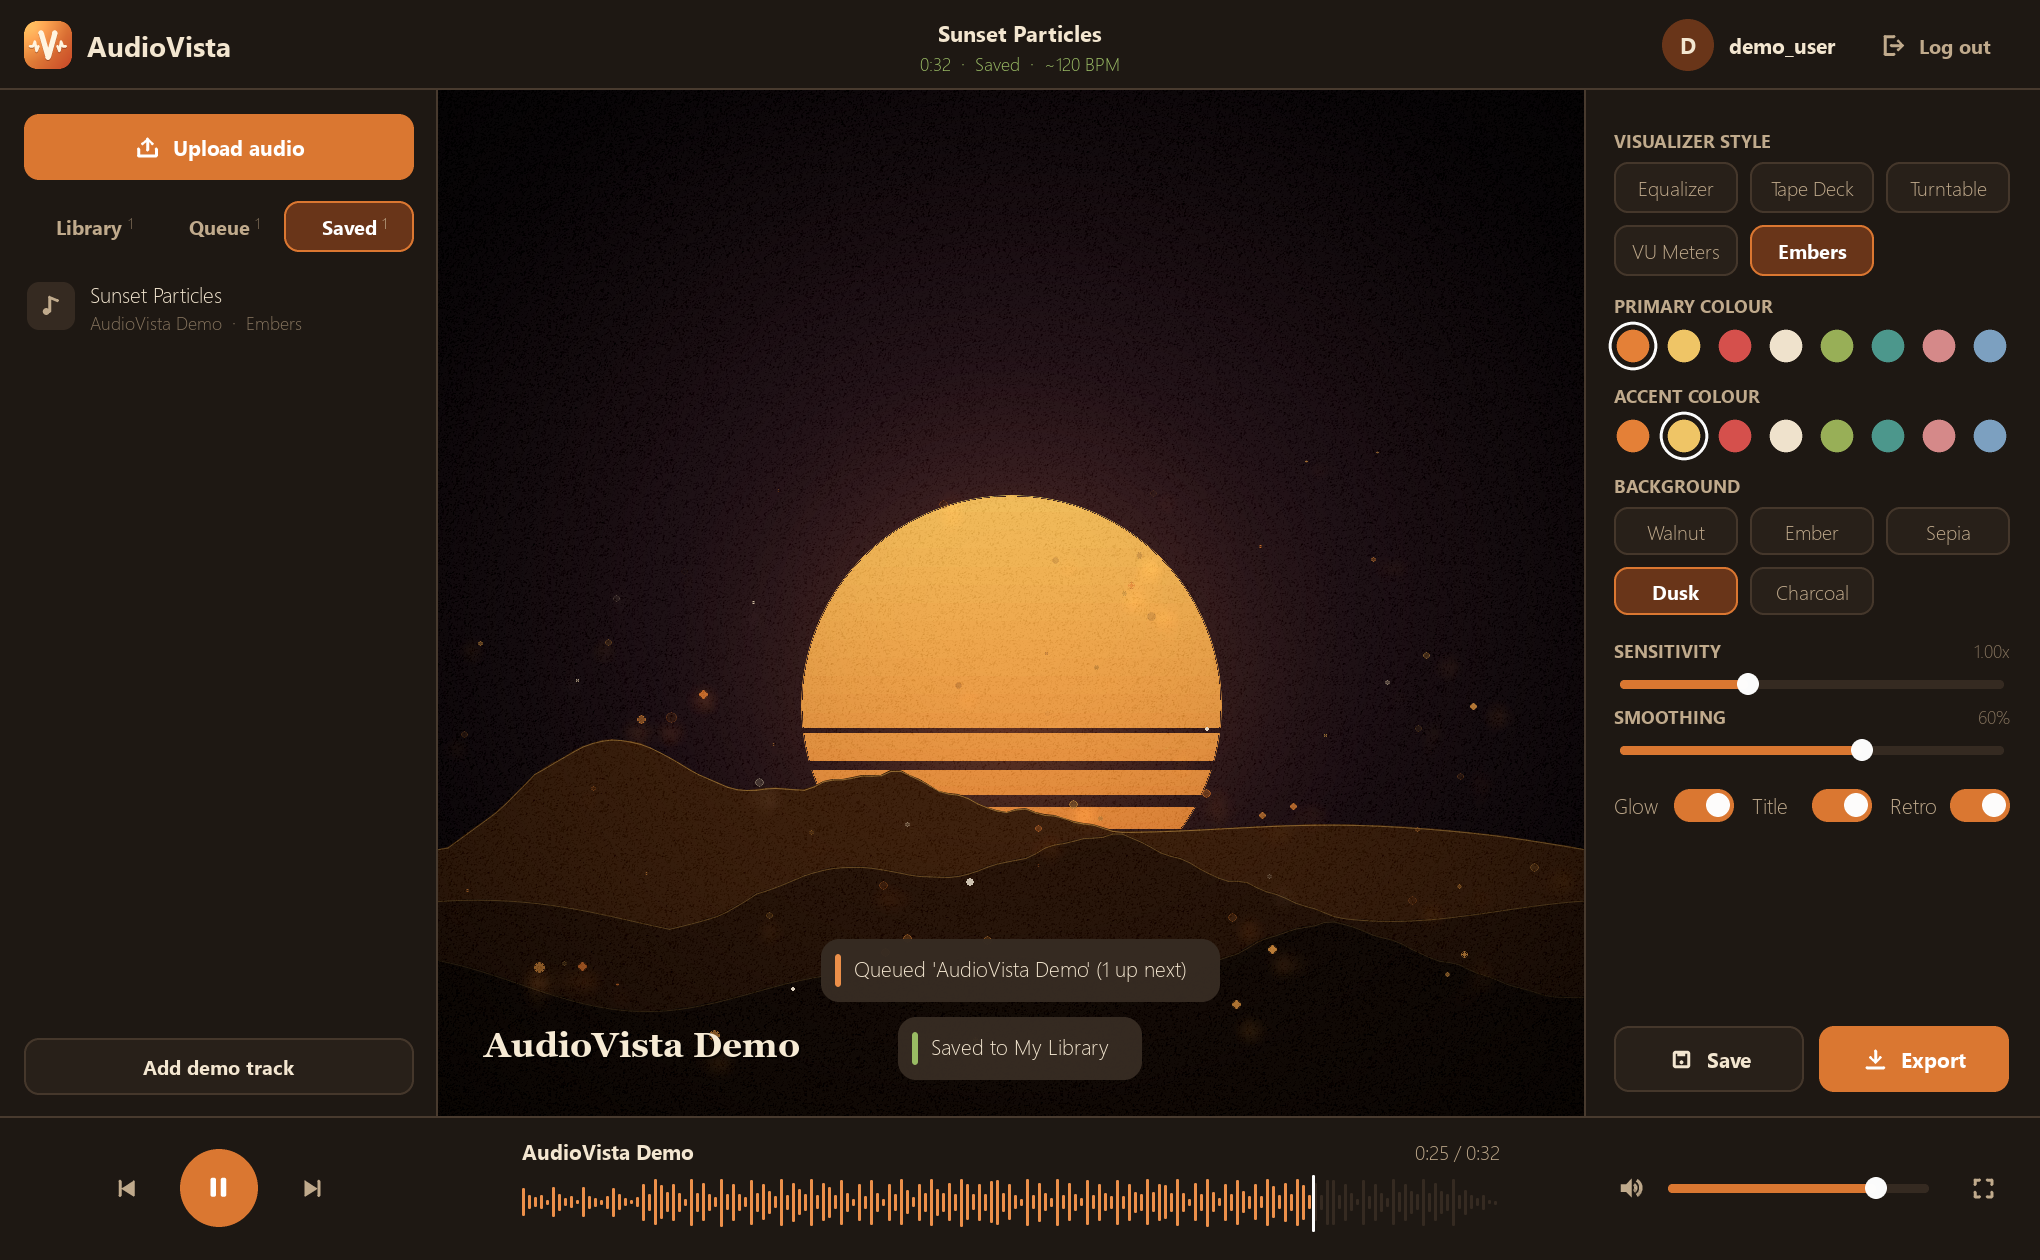 AudioVista
Sunset Particles
0:32 · Saved · ~120 BPM
D demo_user Log out
Upload audio
Library 1 Queue 1 Saved 1
Sunset Particles
AudioVista Demo · Embers
Add demo track
Queued 'AudioVista Demo' (1 up next)
AudioVista Demo
Saved to My Library
VISUALIZER STYLE
Equalizer Tape Deck Turntable
VU Meters Embers
PRIMARY COLOUR
ACCENT COLOUR
BACKGROUND
Walnut Ember Sepia
Dusk Charcoal
SENSITIVITY 1.00x
SMOOTHING 60%
Glow Title Retro
Save Export
AudioVista Demo 0:25 / 0:32